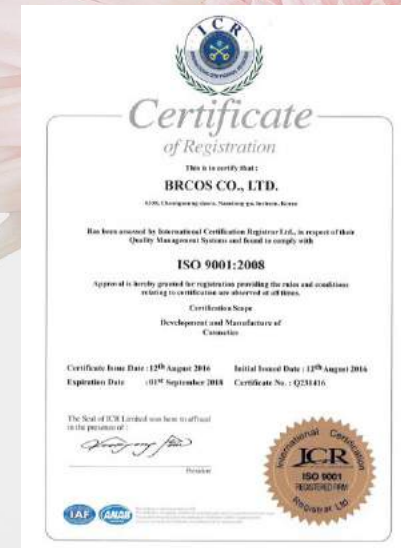 ICR
Certificate
of Registration
This is to certify that :
BRCOS CO., LTD.
Namdong-gu, Incheon, Korea
Has been assessed by International Certification Registrar Ltd., in respect of their
Quality Management Systems and found to comply with
ISO 9001:2008
Approval is hereby granted for registration providing the rules and conditions
relating to certification are observed at all times.
Certification Scope
Development and Manufacture of
Cosmetics
Certificate Issue Date : 12th August 2016 Initial Issued Date : 12th August 2016
Expiration Date : 01st September 2018 Certificate No. : Q231416
The Seal of ICR Limited was here to affixed
in the presence of :
President
International Certification
ICR
ISO 9001
REGISTERED FIRM
Registrar Ltd
IAF ANAB